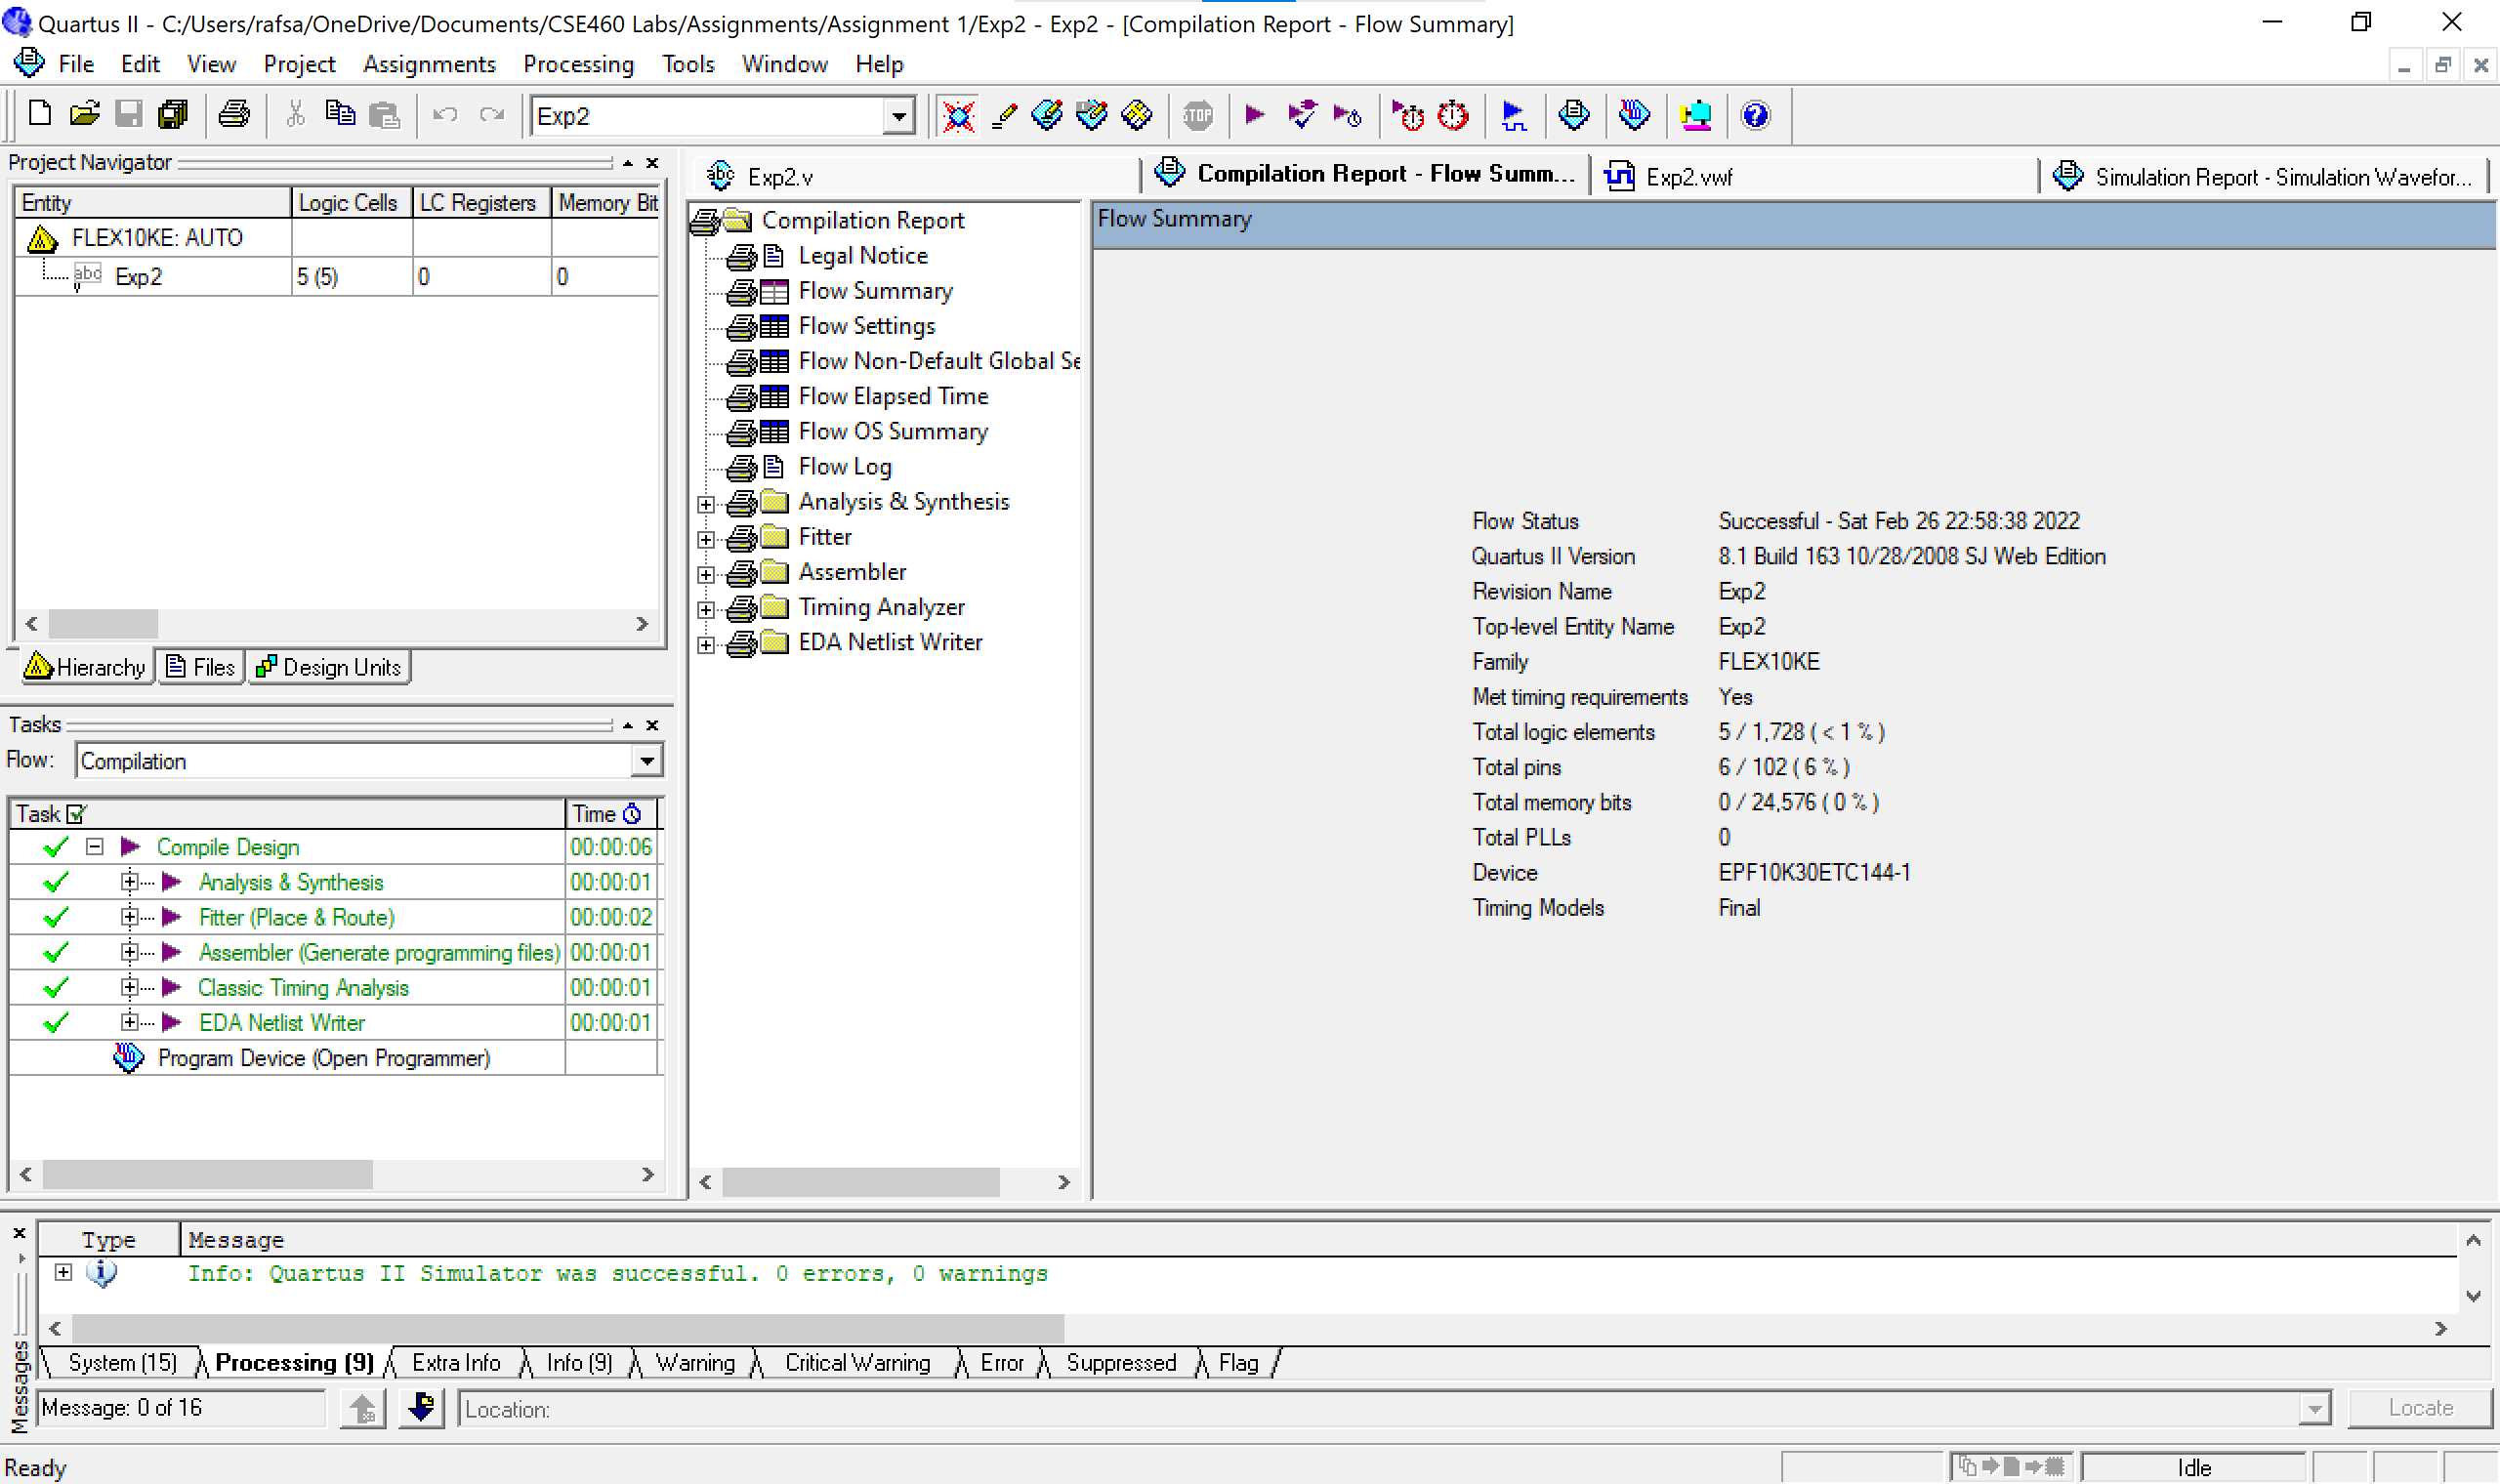 Quartus II - C:/Users/rafsa/OneDrive/Documents/CSE460 Labs/Assignments/Assignment 1/Exp2 - Exp2 - [Compilation Report - Flow Summary]
File Edit View Project Assignments Processing Tools Window Help
Exp2
STOP
Project Navigator
Entity Logic Cells LC Registers Memory Bit
FLEX10KE: AUTO
abc Exp2 5 (5) 0 0
Hierarchy Files Design Units
Tasks
Flow: Compilation
Task Time
Compile Design 00:00:06
Analysis & Synthesis 00:00:01
Fitter (Place & Route) 00:00:02
Assembler (Generate programming files) 00:00:01
Classic Timing Analysis 00:00:01
EDA Netlist Writer 00:00:01
Program Device (Open Programmer)
abc Exp2.v Compilation Report - Flow Summ... Exp2.vwf Simulation Report - Simulation Wavefor...
Compilation Report
Legal Notice
Flow Summary
Flow Settings
Flow Non-Default Global Se
Flow Elapsed Time
Flow OS Summary
Flow Log
Analysis & Synthesis
Fitter
Assembler
Timing Analyzer
EDA Netlist Writer
Flow Summary
Flow Status Successful - Sat Feb 26 22:58:38 2022
Quartus II Version 8.1 Build 163 10/28/2008 SJ Web Edition
Revision Name Exp2
Top-level Entity Name Exp2
Family FLEX10KE
Met timing requirements Yes
Total logic elements 5 / 1,728 ( < 1 % )
Total pins 6 / 102 ( 6 % )
Total memory bits 0 / 24,576 ( 0 % )
Total PLLs 0
Device EPF10K30ETC144-1
Timing Models Final
Type Message
Info: Quartus II Simulator was successful. 0 errors, 0 warnings
System (15) Processing (9) Extra Info Info (9) Warning Critical Warning Error Suppressed Flag
Messages
Message: 0 of 16 Location: Locate
Ready Idle